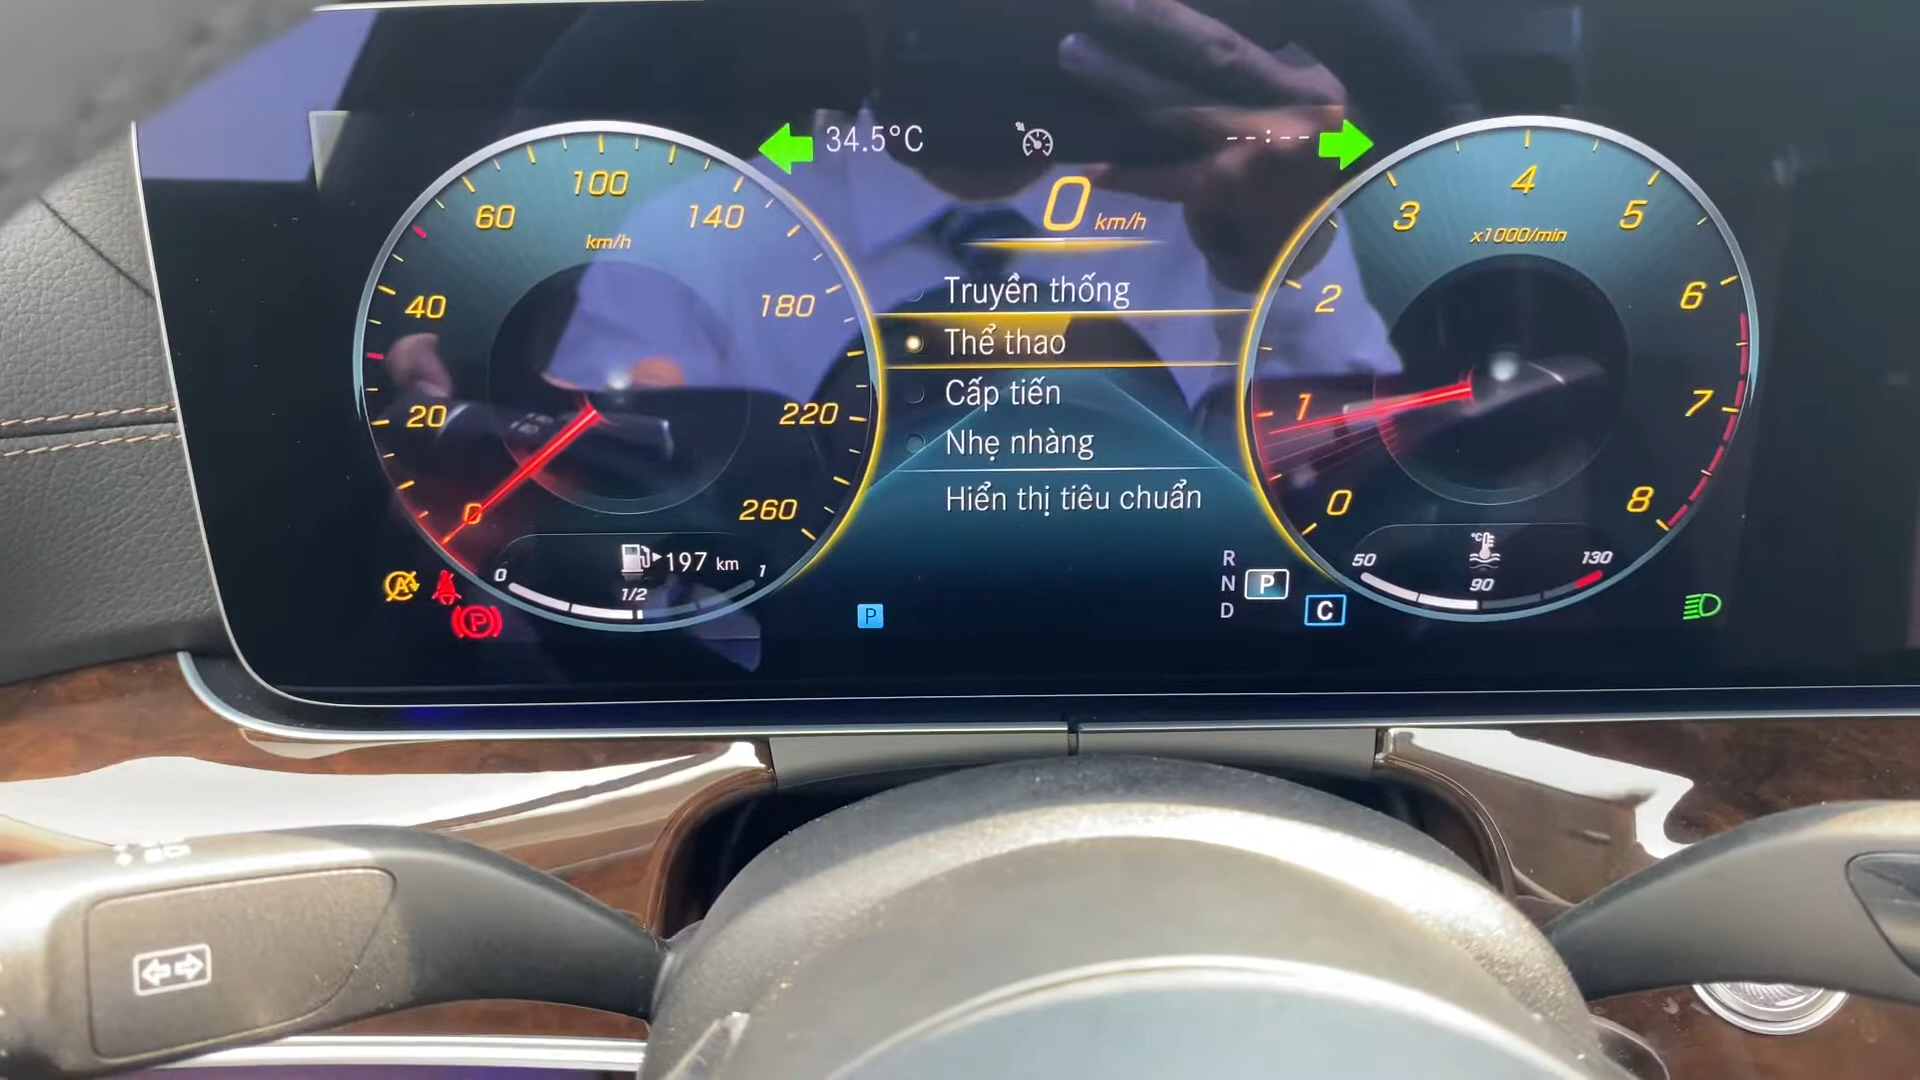 34.5°C
--:--
0 km/h
100
60
140
km/h
40
180
20
220
0
260
197 km
0
1/2
1
Truyền thống
Thể thao
Cấp tiến
Nhẹ nhàng
Hiển thị tiêu chuẩn
4
3
5
x1000/min
2
6
1
7
0
8
°C
50
90
130
R
N
D
P
C
A
P
P